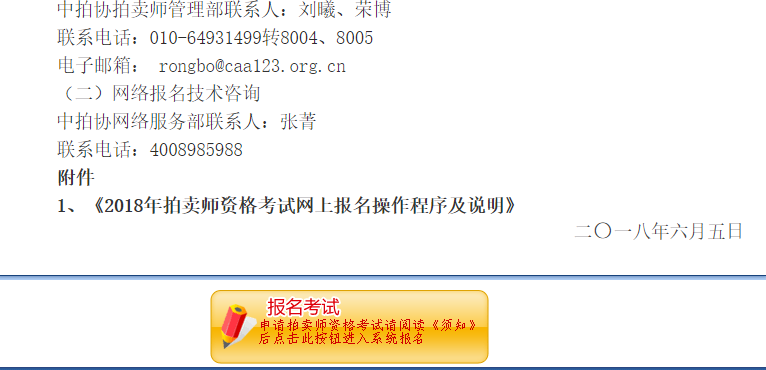 中拍协拍卖师管理部联系人：刘曦、荣博
联系电话：010-64931499转8004、8005
电子邮箱： rongbo@caa123.org.cn
（二）网络报名技术咨询
中拍协网络服务部联系人：张菁
联系电话：4008985988
附件
1、《2018年拍卖师资格考试网上报名操作程序及说明》
二〇一八年六月五日
报名考试
申请拍卖师资格考试请阅读《须知》
后点击此按钮进入系统报名